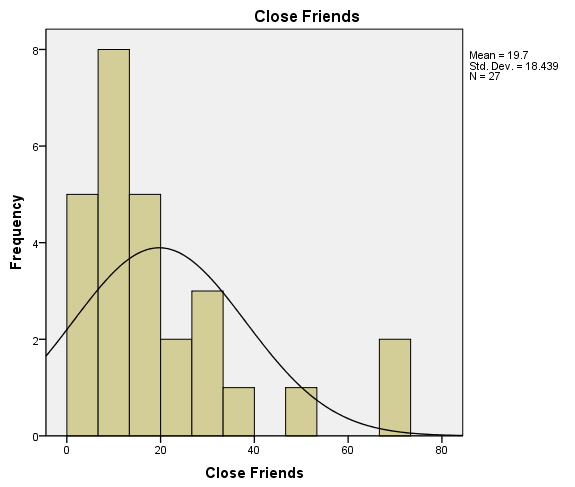 Close Friends
Mean = 19.7
Std. Dev. = 18.439
N = 27
8
6
4
2
0
Frequency
0 20 40 60 80
Close Friends